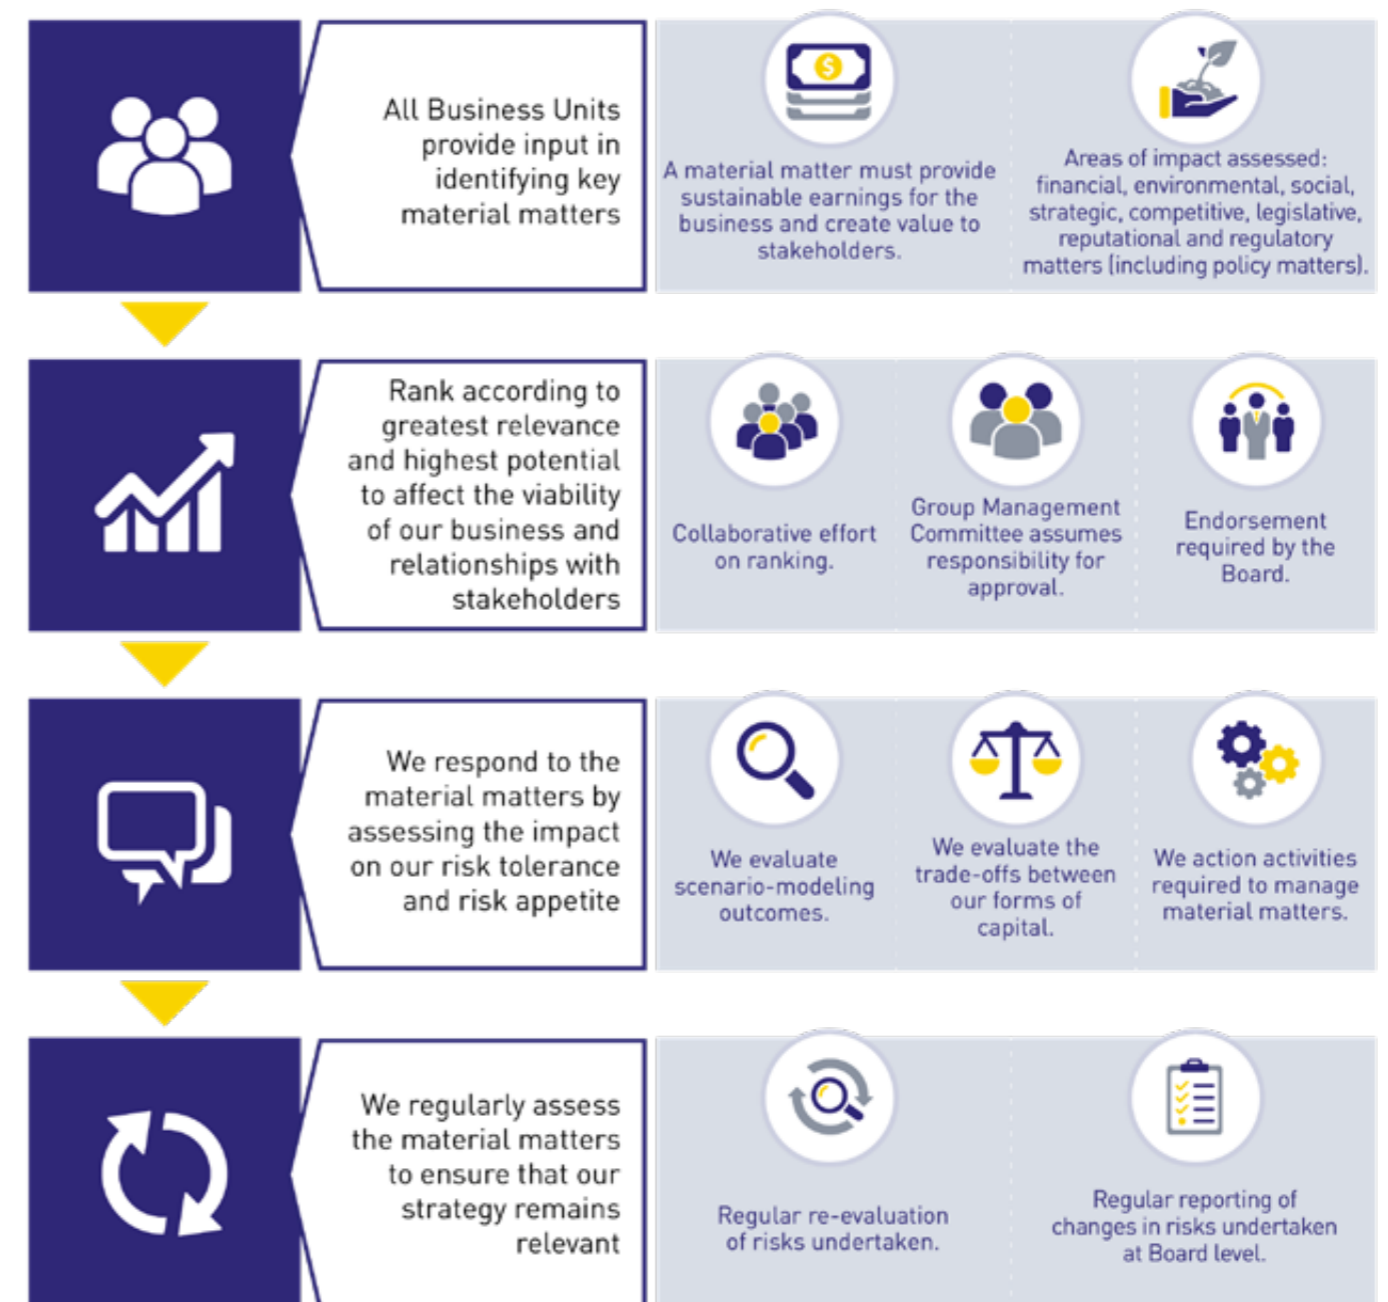 All Business Units
provide input in
identifying key
material matters
A material matter must provide
sustainable earnings for the
business and create value to
stakeholders.
Areas of impact assessed:
financial, environmental, social,
strategic, competitive, legislative,
reputational and regulatory
matters (including policy matters).
Rank according to
greatest relevance
and highest potential
to affect the viability
of our business and
relationships with
stakeholders
Collaborative effort
on ranking.
Group Management
Committee assumes
responsibility for
approval.
Endorsement
required by the
Board.
We respond to the
material matters by
assessing the impact
on our risk tolerance
and risk appetite
We evaluate
scenario-modeling
outcomes.
We evaluate the
trade-offs between
our forms of
capital.
We action activities
required to manage
material matters.
We regularly assess
the material matters
to ensure that our
strategy remains
relevant
Regular re-evaluation
of risks undertaken.
Regular reporting of
changes in risks undertaken
at Board level.